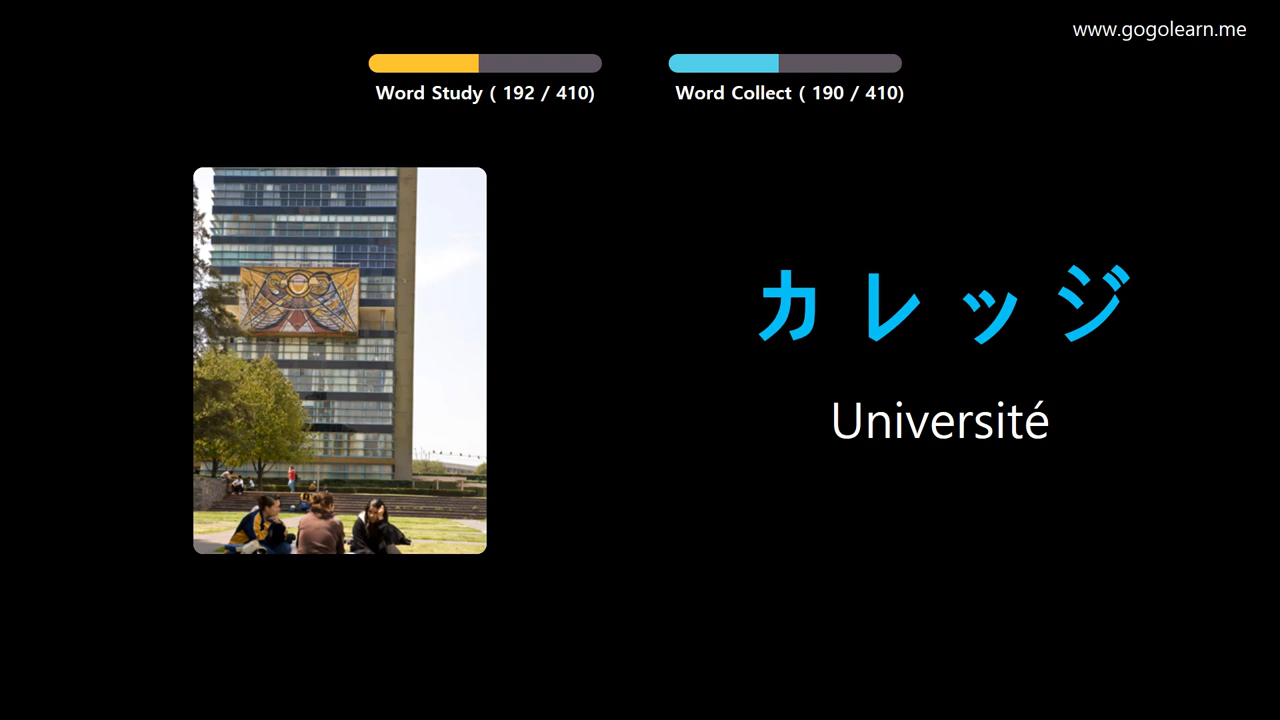 www.gogolearn.me
Word Study ( 192 / 410)
Word Collect ( 190 / 410)
カレッジ
Université